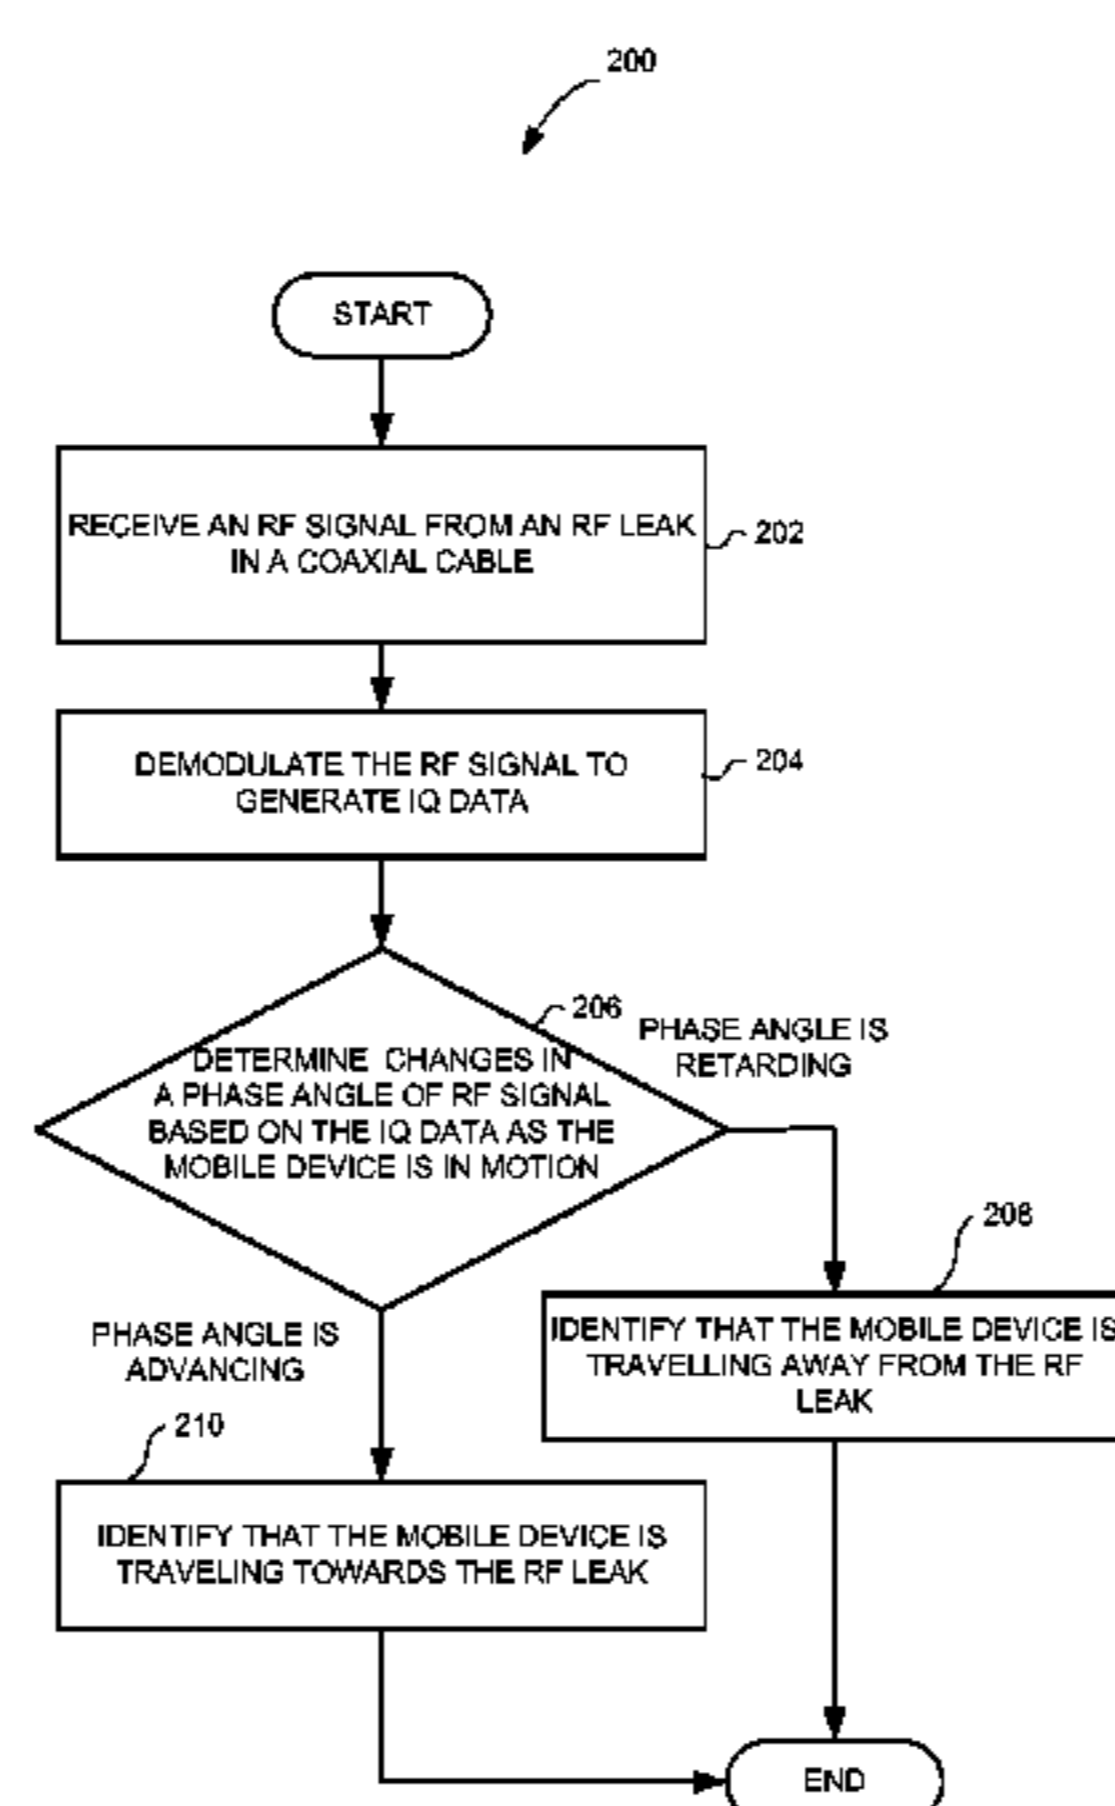 200
START
RECEIVE AN RF SIGNAL FROM AN RF LEAK
IN A COAXIAL CABLE
202
DEMODULATE THE RF SIGNAL TO
GENERATE IQ DATA
204
206
DETERMINE CHANGES IN
A PHASE ANGLE OF RF SIGNAL
BASED ON THE IQ DATA AS THE
MOBILE DEVICE IS IN MOTION
PHASE ANGLE IS
RETARDING
208
IDENTIFY THAT THE MOBILE DEVICE IS
TRAVELLING AWAY FROM THE RF
LEAK
PHASE ANGLE IS
ADVANCING
210
IDENTIFY THAT THE MOBILE DEVICE IS
TRAVELING TOWARDS THE RF LEAK
END